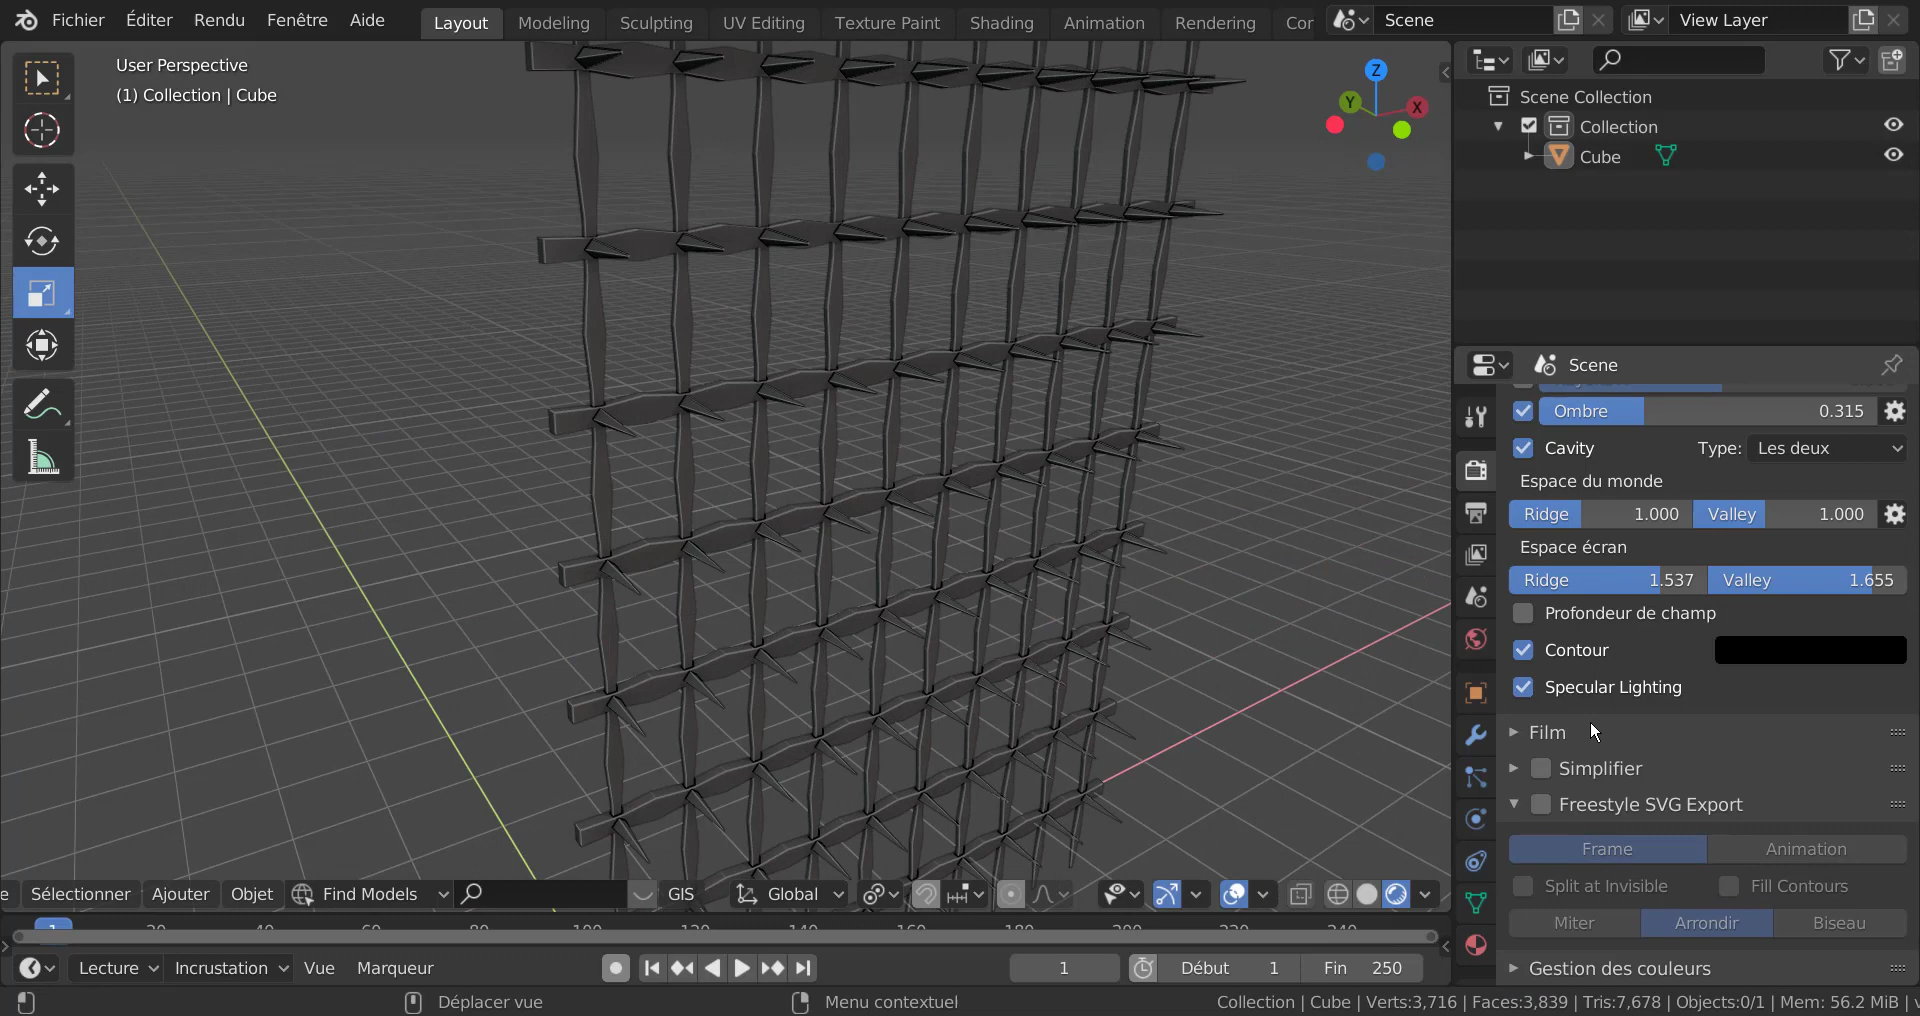 Fichier Éditer Rendu Fenêtre Aide Layout Modeling Sculpting UV Editing Texture Paint Shading Animation Rendering Scene View Layer
User Perspective
(1) Collection | Cube
Z
Y X
Scene Collection
Collection
Cube
Scene
Ombre 0.315
Cavity Type: Les deux
Espace du monde
Ridge 1.000 Valley 1.000
Espace écran
Ridge 1.537 Valley 1.655
Profondeur de champ
Contour
Specular Lighting
Film
Simplifier
Freestyle SVG Export
Frame Animation
Split at Invisible Fill Contours
Miter Arrondir Biseau
Gestion des couleurs
Sélectionner Ajouter Objet Find Models GIS Global
Lecture Incrustation Vue Marqueur 1 Début 1 Fin 250
Déplacer vue Menu contextuel Collection | Cube | Verts:3,716 | Faces:3,839 | Tris:7,678 | Objects:0/1 | Mem: 56.2 MiB |